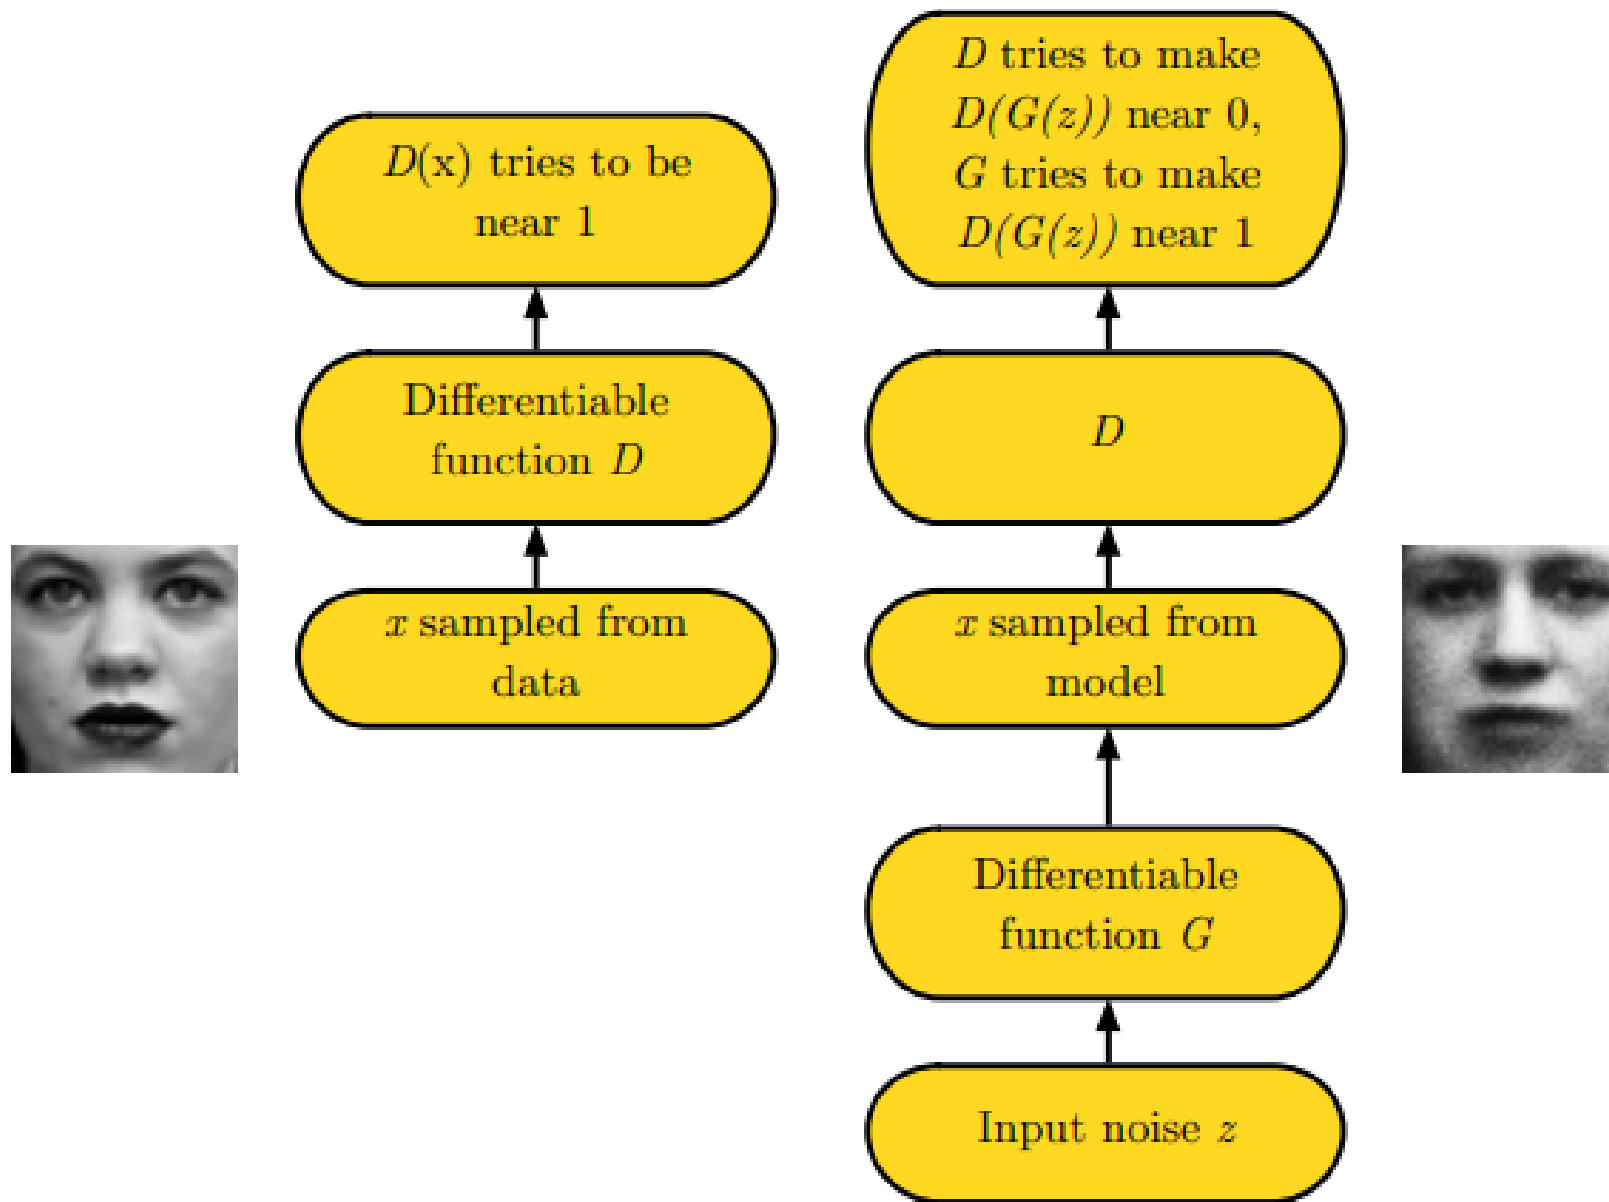 D(x) tries to be
near 1
Differentiable
function D
x sampled from
data
D tries to make
D(G(z)) near 0,
G tries to make
D(G(z)) near 1
D
x sampled from
model
Differentiable
function G
Input noise z